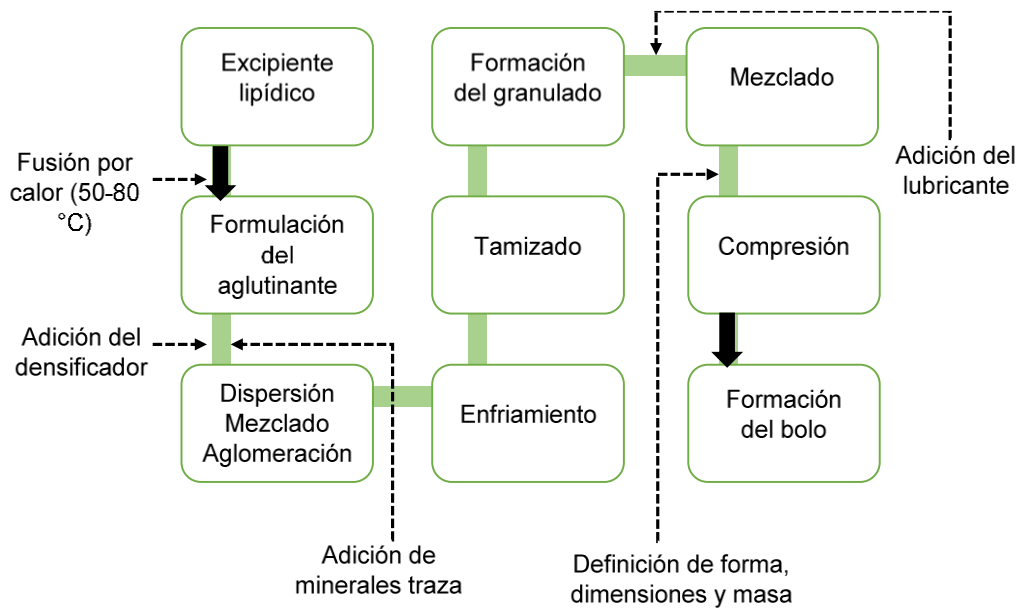 Excipiente
lipídico
Fusión por
calor (50-80
°C)
Formulación
del
aglutinante
Adición del
densificador
Dispersión
Mezclado
Aglomeración
Adición de
minerales traza
Enfriamiento
Tamizado
Formación
del granulado
Adición del
lubricante
Mezclado
Definición de forma,
dimensiones y masa
Compresión
Formación
del bolo